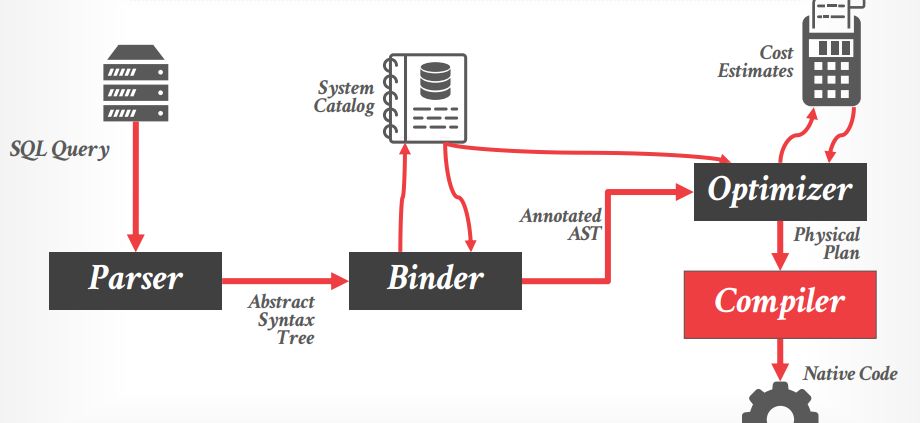 Cost
Estimates
System
Catalog
SQL Query
Optimizer
Annotated
AST
Physical
Plan
Parser
Binder
Abstract
Syntax
Tree
Compiler
Native Code